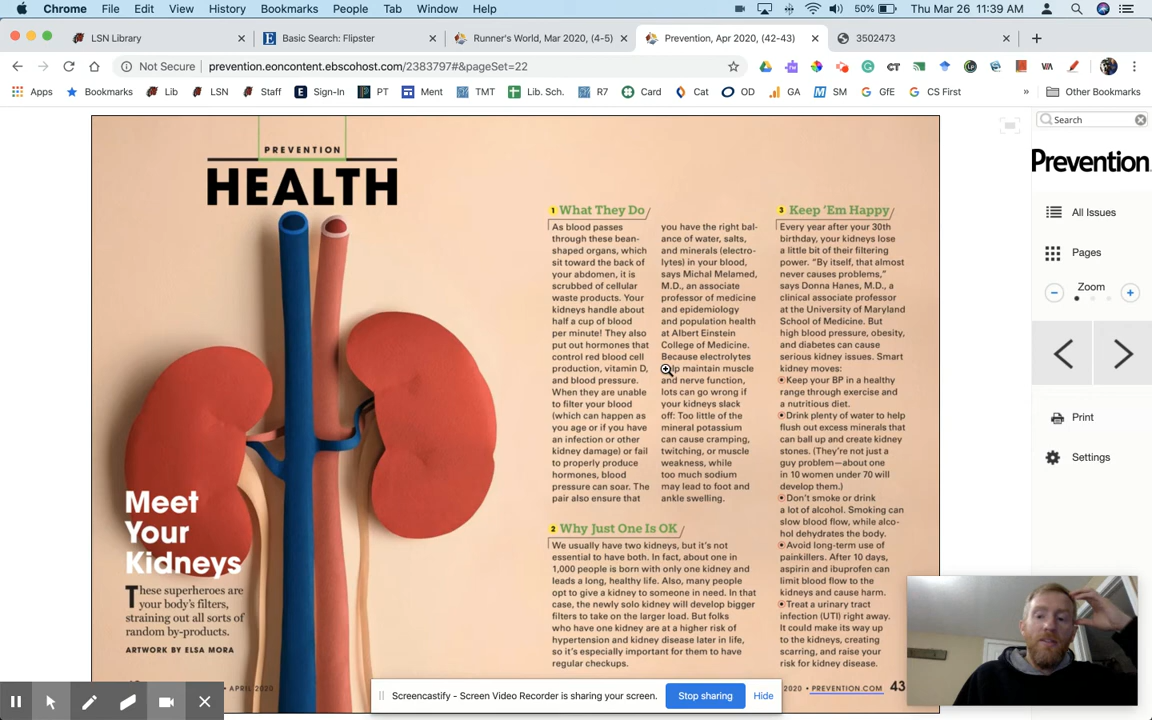 Chrome File Edit View History Bookmarks People Tab Window Help 50% Thu Mar 26 11:39 AM
LSN Library
Basic Search: Flipster
Runner's World, Mar 2020, (4-5)
Prevention, Apr 2020, (42-43)
3502473
Not Secure prevention.eoncontent.ebscohost.com/2383797#&pageSet=22
Apps Bookmarks Lib LSN Staff Sign-In PT Ment TMT Lib. Sch. R7 Card Cat OD GA SM GfE CS First » Other Bookmarks
PREVENTION
HEALTH
Meet
Your
Kidneys
These superheroes are
your body's filters,
straining out all sorts of
random by-products.
ARTWORK BY ELSA MORA
APRIL 2020
1 What They Do
As blood passes
through these bean-
shaped organs, which
sit toward the back of
your abdomen, it is
scrubbed of cellular
waste products. Your
kidneys handle about
half a cup of blood
per minute! They also
put out hormones that
control red blood cell
production, vitamin D,
and blood pressure.
When they are unable
to filter your blood
(which can happen as
you age or if you have
an infection or other
kidney damage) or fail
to properly produce
hormones, blood
pressure can soar. The
pair also ensure that
you have the right bal-
ance of water, salts,
and minerals (electro-
lytes) in your blood,
says Michal Melamed,
M.D., an associate
professor of medicine
and epidemiology
and population health
at Albert Einstein
College of Medicine.
Because electrolytes
help maintain muscle
and nerve function,
lots can go wrong if
your kidneys slack
off: Too little of the
mineral potassium
can cause cramping,
twitching, or muscle
weakness, while
too much sodium
may lead to foot and
ankle swelling.
2 Why Just One Is OK
We usually have two kidneys, but it's not
essential to have both. In fact, about one in
1,000 people is born with only one kidney and
leads a long, healthy life. Also, many people
opt to give a kidney to someone in need. In that
case, the newly solo kidney will develop bigger
filters to take on the larger load. But folks
who have one kidney are at a higher risk of
hypertension and kidney disease later in life,
so it's especially important for them to have
regular checkups.
3 Keep 'Em Happy
Every year after your 30th
birthday, your kidneys lose
a little bit of their filtering
power. "By itself, that almost
never causes problems,"
says Donna Hanes, M.D., a
clinical associate professor
at the University of Maryland
School of Medicine. But
high blood pressure, obesity,
and diabetes can cause
serious kidney issues. Smart
kidney moves:
Keep your BP in a healthy
range through exercise and
a nutritious diet.
Drink plenty of water to help
flush out excess minerals that
can ball up and create kidney
stones. (They're not just a
guy problem—about one
in 10 women under 70 will
develop them.)
Don't smoke or drink
a lot of alcohol. Smoking can
slow blood flow, while alco-
hol dehydrates the body.
Avoid long-term use of
painkillers. After 10 days,
aspirin and ibuprofen can
limit blood flow to the
kidneys and cause harm.
Treat a urinary tract
infection (UTI) right away.
It could make its way up
to the kidneys, creating
scarring, and raise your
risk for kidney disease.
2020 • PREVENTION.COM 43
Search
Prevention
All Issues
Pages
Zoom
Print
Settings
Screencastify - Screen Video Recorder is sharing your screen. Stop sharing Hide